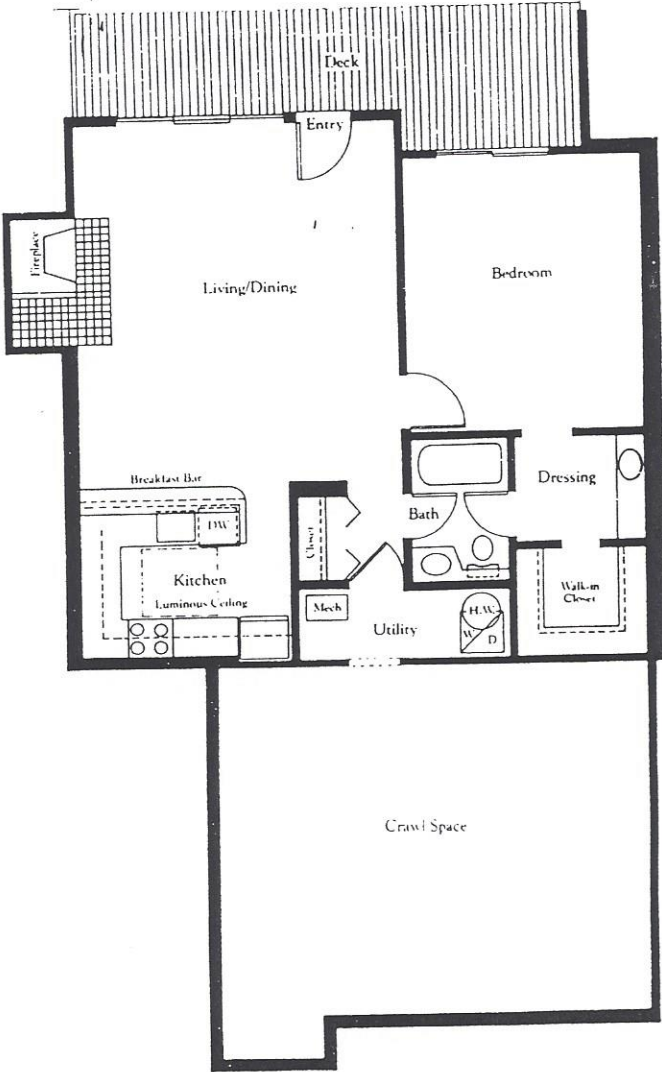 Deck
Entry
Fireplace
Living/Dining
Bedroom
Breakfast Bar
DW
Closet
Bath
Dressing
Kitchen
Luminous Ceiling
Mech
Utility
H.W.
W
D
Walk-in
Closet
Crawl Space